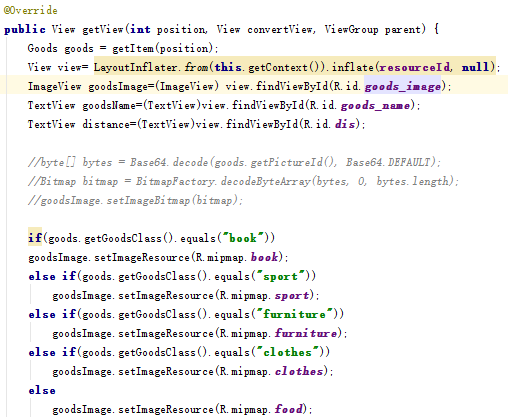 @Override
public View getView(int position, View convertView, ViewGroup parent) {
    Goods goods = getItem(position);
    View view= LayoutInflater.from(this.getContext()).inflate(resourceId, null);
    ImageView goodsImage=(ImageView) view.findViewById(R.id.goods_image);
    TextView goodsName=(TextView)view.findViewById(R.id.goods_name);
    TextView distance=(TextView)view.findViewById(R.id.dis);

    //byte[] bytes = Base64.decode(goods.getPictureId(), Base64.DEFAULT);
    //Bitmap bitmap = BitmapFactory.decodeByteArray(bytes, 0, bytes.length);
    //goodsImage.setImageBitmap(bitmap);

    if(goods.getGoodsClass().equals("book"))
    goodsImage.setImageResource(R.mipmap.book);
    else if(goods.getGoodsClass().equals("sport"))
        goodsImage.setImageResource(R.mipmap.sport);
    else if(goods.getGoodsClass().equals("furniture"))
        goodsImage.setImageResource(R.mipmap.furniture);
    else if(goods.getGoodsClass().equals("clothes"))
        goodsImage.setImageResource(R.mipmap.clothes);
    else
        goodsImage.setImageResource(R.mipmap.food);